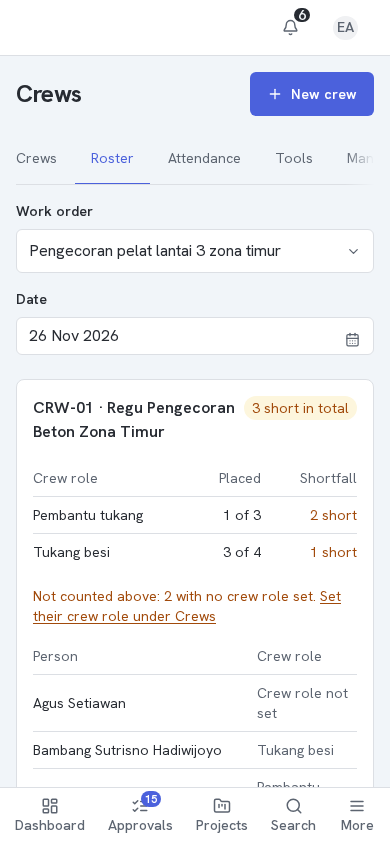 6
EA
Crews
New crew
Crews Roster Attendance Tools
Work order
Pengecoran pelat lantai 3 zona timur
Date
26 Nov 2026
CRW-01 · Regu Pengecoran
Beton Zona Timur
3 short in total
Crew role Placed Shortfall
Pembantu tukang 1 of 3 2 short
Tukang besi 3 of 4 1 short
Not counted above: 2 with no crew role set. Set
their crew role under Crews
Person Crew role
Agus Setiawan Crew role not
set
Bambang Sutrisno Hadiwijoyo Tukang besi
15
Dashboard Approvals Projects Search More